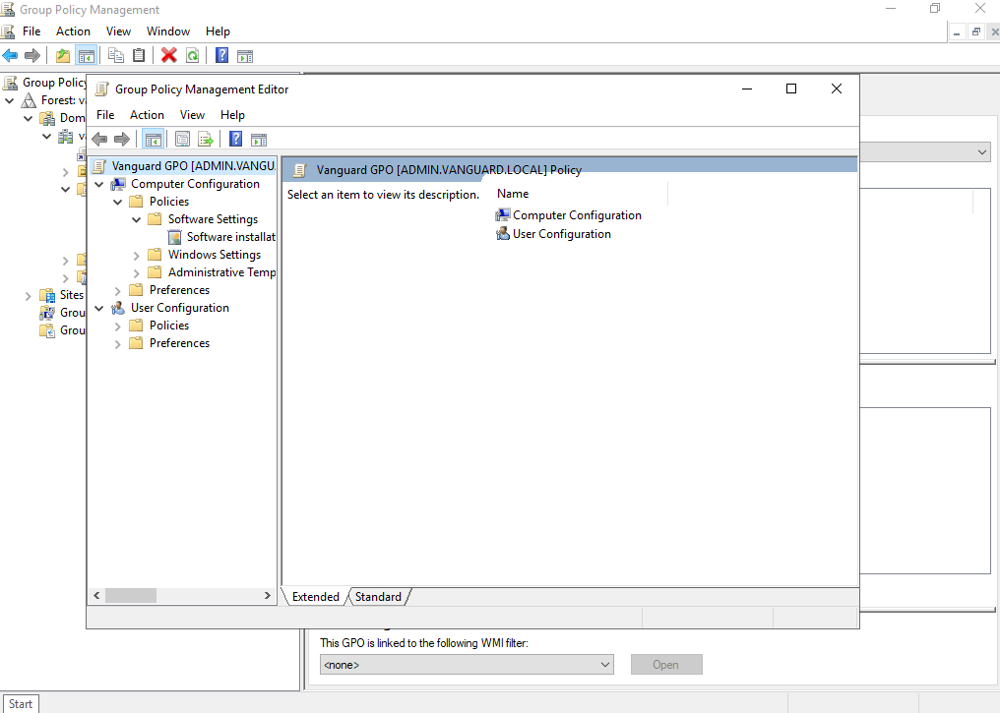 Group Policy Management
File Action View Window Help
Group Policy
Forest: va
Dom
va
Sites
Grou
Grou
Group Policy Management Editor
File Action View Help
Vanguard GPO [ADMIN.VANGU
Computer Configuration
Policies
Software Settings
Software installat
Windows Settings
Administrative Temp
Preferences
User Configuration
Policies
Preferences
Vanguard GPO [ADMIN.VANGUARD.LOCAL] Policy
Select an item to view its description.
Name
Computer Configuration
User Configuration
Extended Standard
This GPO is linked to the following WMI filter:
<none> Open
Start